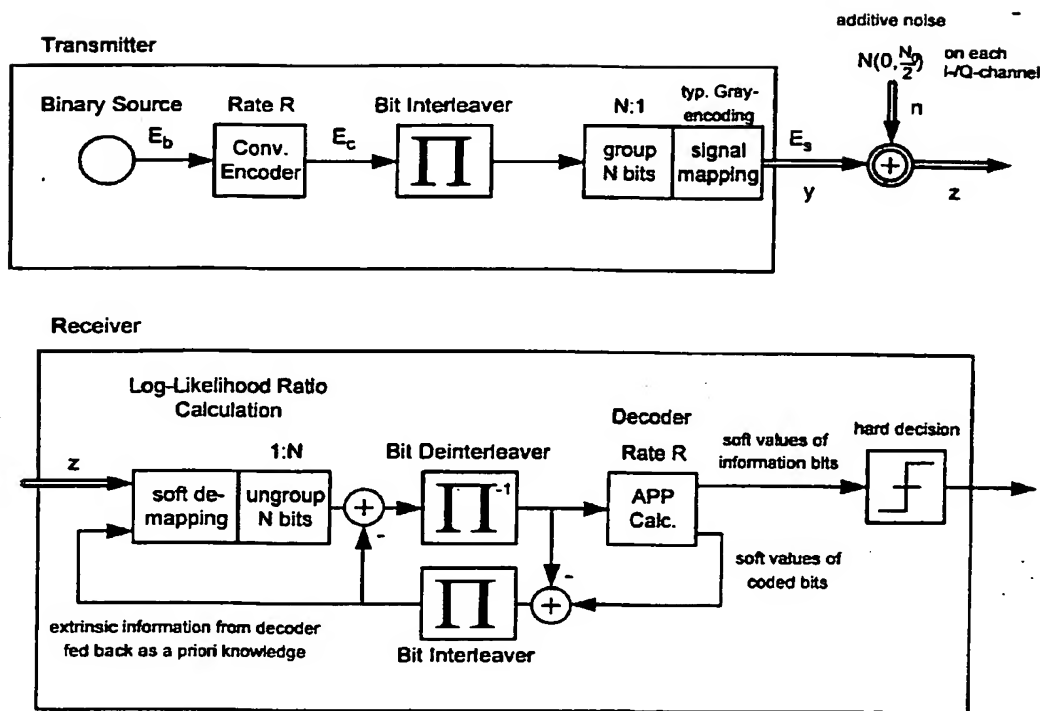 additive noise
Transmitter
N(0, N0/2) on each
I-/Q-channel
Binary Source
Rate R
Bit Interleaver
N:1
typ. Gray-
encoding
n
Eb
Conv.
Encoder
Ec
∏
group
N bits
signal
mapping
Es
+
y
z
Receiver
Log-Likelihood Ratio
Calculation
Decoder
hard decision
z
1:N
Bit Deinterleaver
Rate R
soft values of
information bits
soft de-
mapping
ungroup
N bits
+
-
∏-1
APP
Calc.
-
+
soft values of
coded bits
∏
extrinsic information from decoder
fed back as a priori knowledge
Bit Interleaver